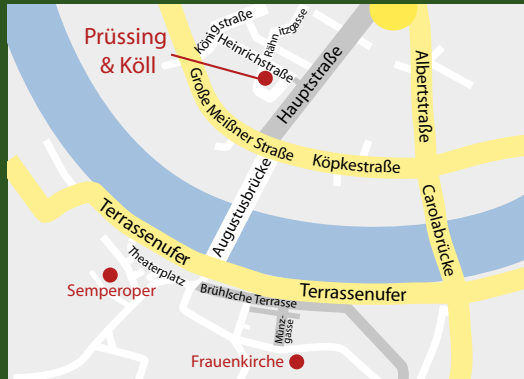 Königstraße
Rähnitzgasse
Prüssing
& Köll
Heinrichstraße
Hauptstraße
Albertstraße
Große Meißner Straße
Köpkestraße
Augustusbrücke
Carolabrücke
Terrassenufer
Theaterplatz
Semperoper
Brühlsche Terrasse
Terrassenufer
Münz-
gasse
Frauenkirche